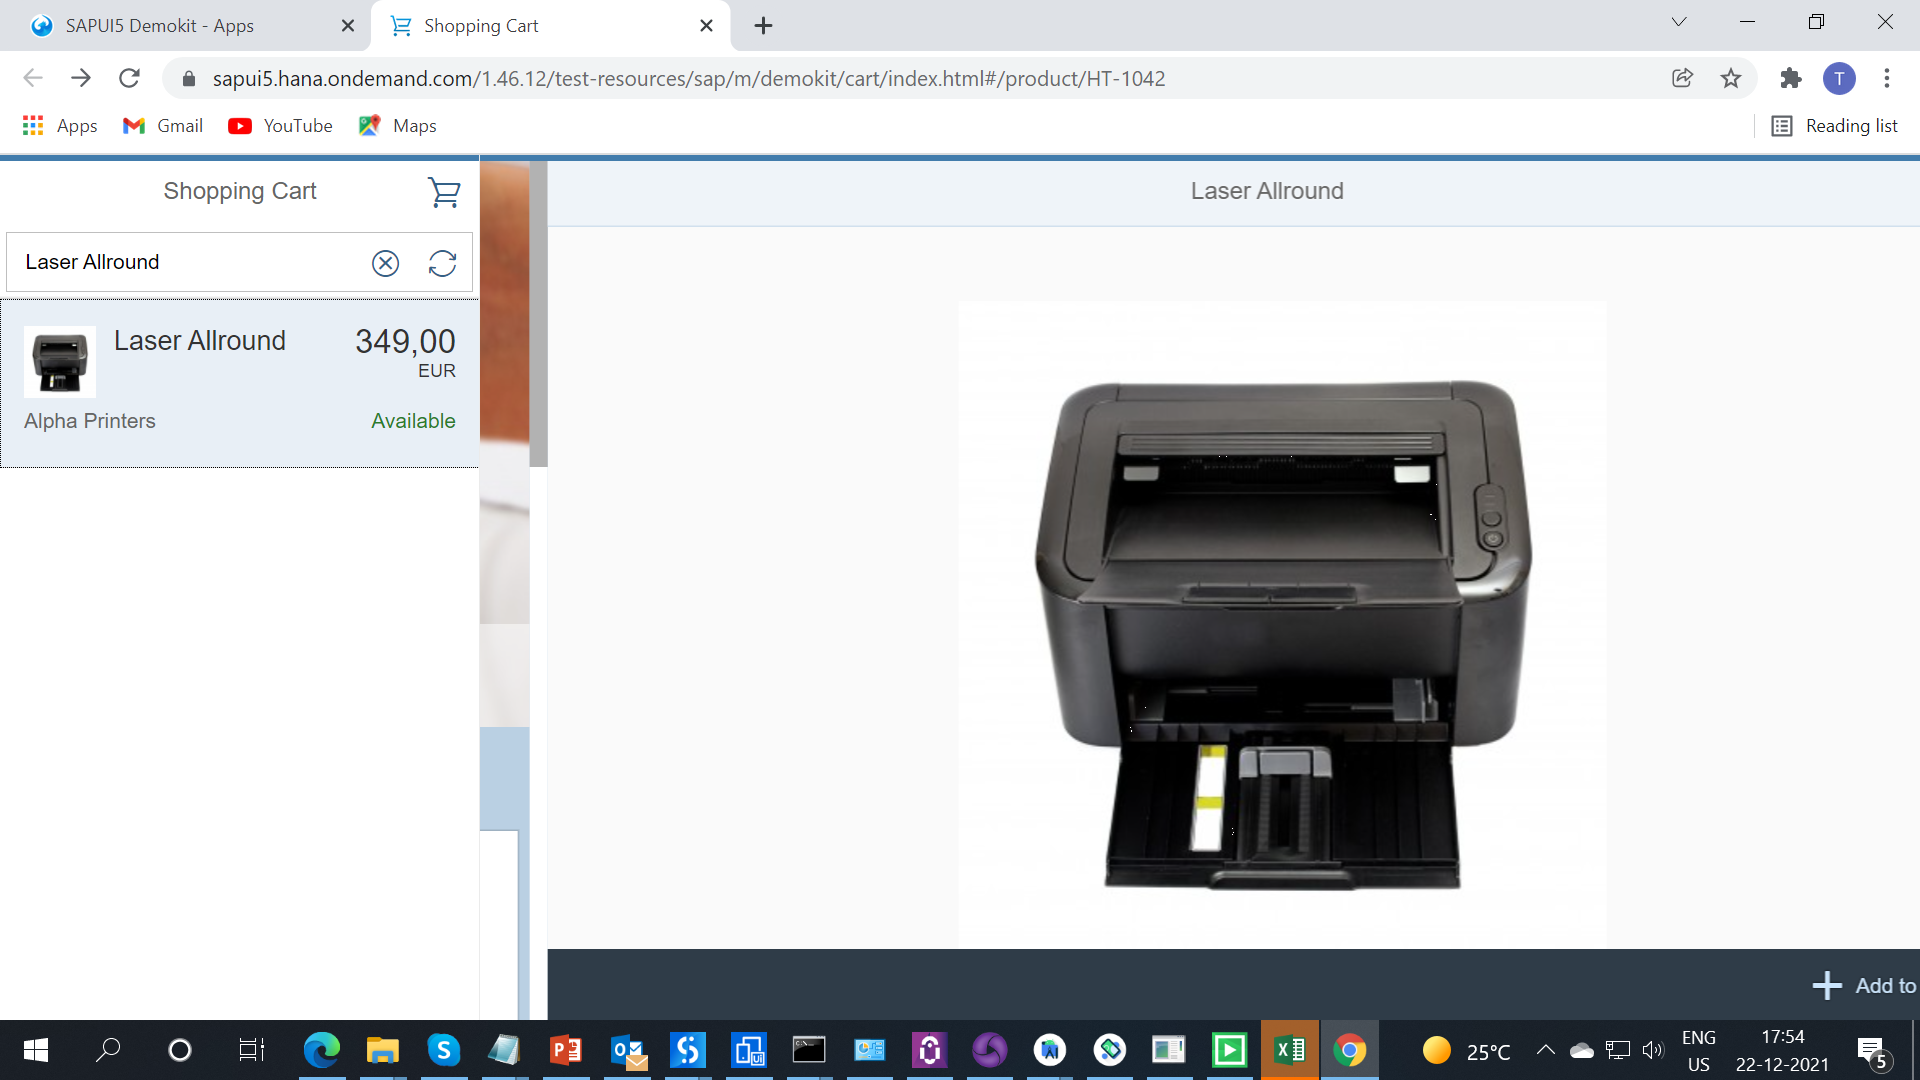 SAPUI5 Demokit - Apps
Shopping Cart
sapui5.hana.ondemand.com/1.46.12/test-resources/sap/m/demokit/cart/index.html#/product/HT-1042
T
Apps
Gmail
YouTube
Maps
Reading list
Shopping Cart
Laser Allround
Laser Allround
Laser Allround
349,00
EUR
Alpha Printers
Available
Add to
25°C
ENG
US
17:54
22-12-2021
5